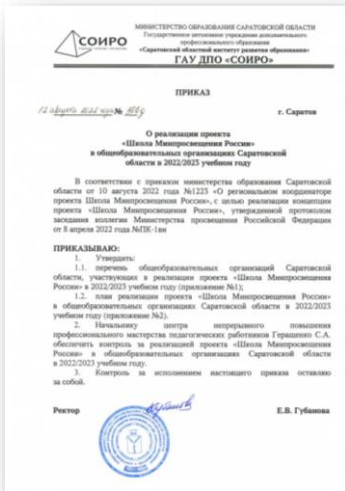 СОИРО
МИНИСТЕРСТВО ОБРАЗОВАНИЯ САРАТОВСКОЙ ОБЛАСТИ
Государственное автономное учреждение дополнительного
профессионального образования
«Саратовский областной институт развития образования»
ГАУ ДПО «СОИРО»
ПРИКАЗ
12 августа 2022 года №
г. Саратов
О реализации проекта
«Школа Минпросвещения России»
в общеобразовательных организациях Саратовской
области в 2022/2023 учебном году
В соответствии с приказом министерства образования Саратовской
области от 10 августа 2022 года №1223 «О региональном координаторе
проекта Школа Минпросвещения России», с целью реализации концепции
проекта «Школа Минпросвещения России», утвержденной протоколом
заседания коллегии Министерства просвещения Российской Федерации
от 8 апреля 2022 года №ПК-1вн
ПРИКАЗЫВАЮ:
1. Утвердить:
1.1. перечень общеобразовательных организаций Саратовской
области, участвующих в реализации проекта «Школа Минпросвещения
России» в 2022/2023 учебном году (приложение №1);
1.2. план реализации проекта «Школа Минпросвещения России»
в общеобразовательных организациях Саратовской области в 2022/2023
учебном году (приложение №2).
2. Начальнику центра непрерывного повышения
профессионального мастерства педагогических работников Геращенко С.А.
обеспечить контроль за реализацией проекта «Школа Минпросвещения
России» в общеобразовательных организациях Саратовской области
в 2022/2023 учебном году.
3. Контроль за исполнением настоящего приказа оставляю
за собой.
Ректор
Е.В. Губанова